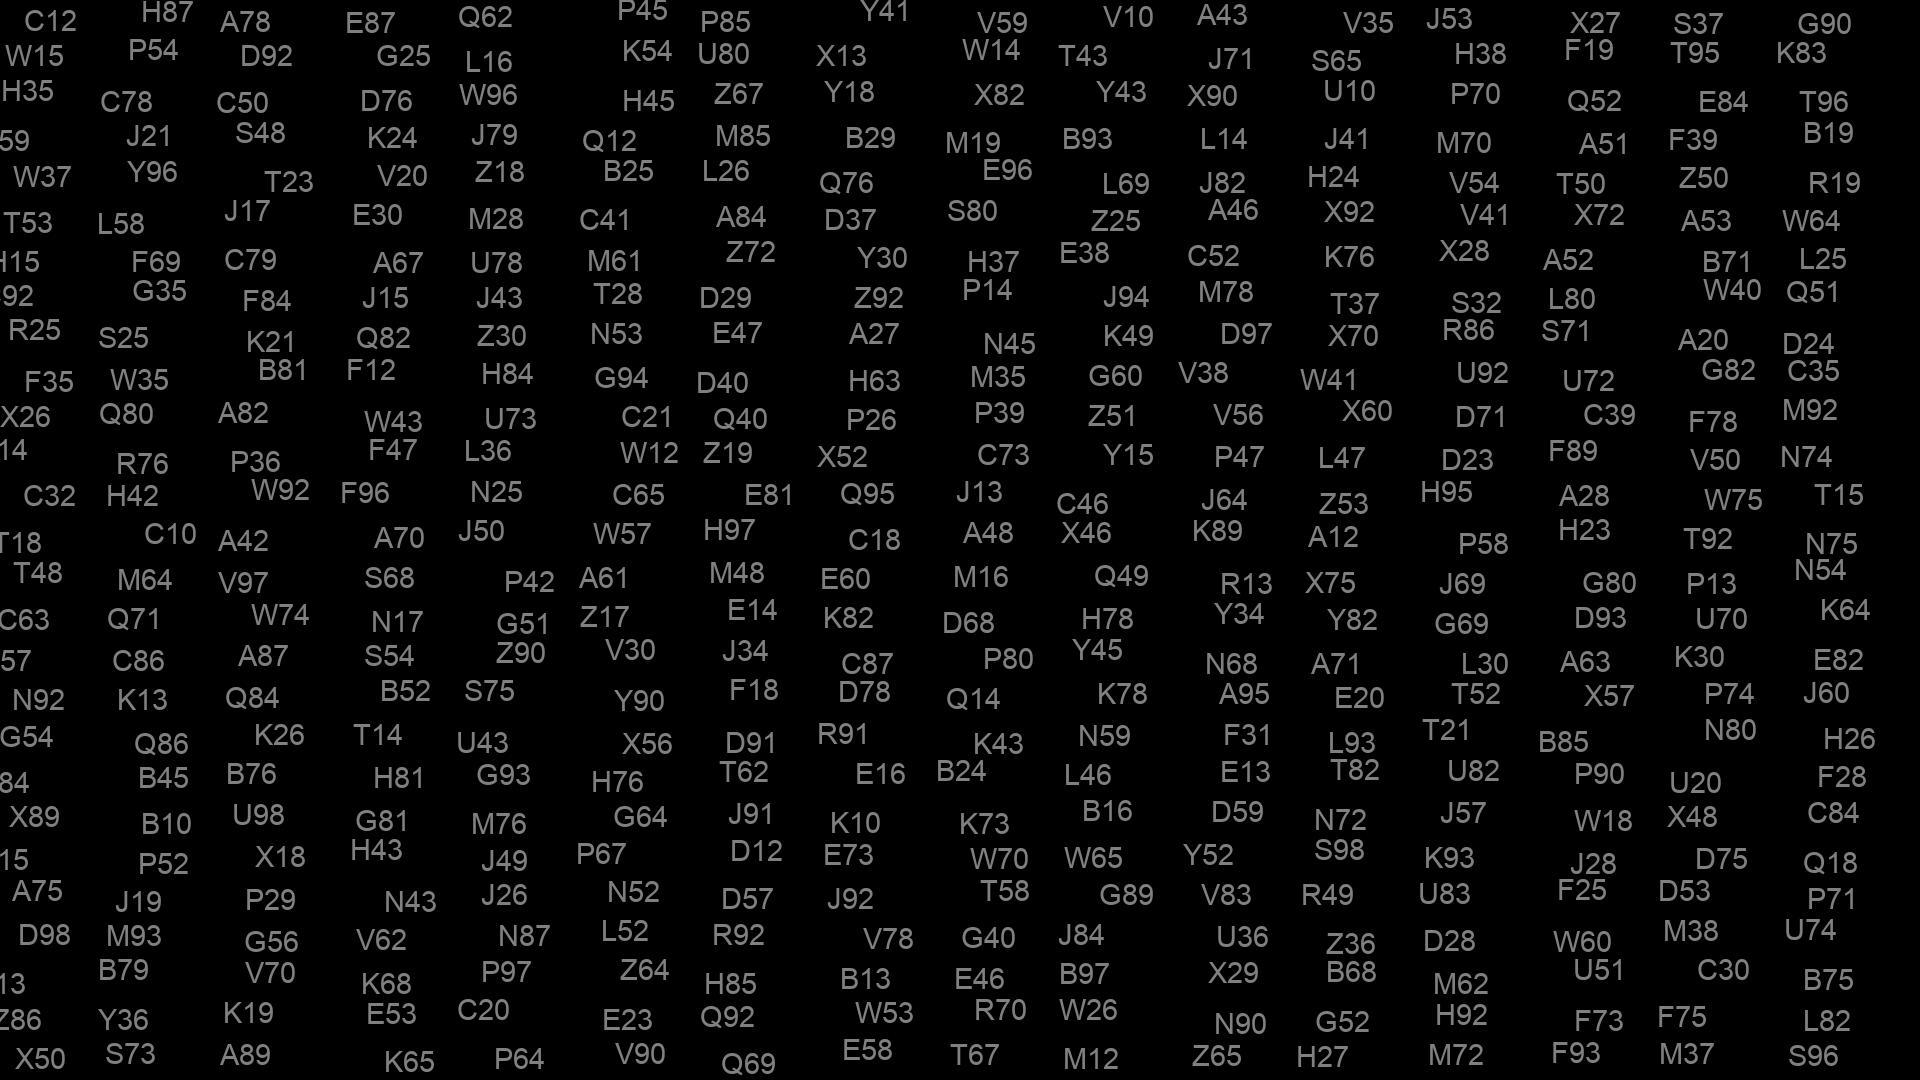 C12 H87 A78 E87 Q62 P45 P85 Y41 V59 V10 A43 V35 J53 X27 S37 G90
W15 P54 D92 G25 L16 K54 U80 X13 W14 T43 J71 S65 H38 F19 T95 K83
H35 C78 C50 D76 W96 H45 Z67 Y18 X82 Y43 X90 U10 P70 Q52 E84 T96
59 J21 S48 K24 J79 Q12 M85 B29 M19 B93 L14 J41 M70 A51 F39 B19
W37 Y96 T23 V20 Z18 B25 L26 Q76 E96 L69 J82 H24 V54 T50 Z50 R19
T53 L58 J17 E30 M28 C41 A84 D37 S80 Z25 A46 X92 V41 X72 A53 W64
H15 F69 C79 A67 U78 M61 Z72 Y30 H37 E38 C52 K76 X28 A52 B71 L25
92 G35 F84 J15 J43 T28 D29 Z92 P14 J94 M78 T37 S32 L80 W40 Q51
R25 S25 K21 Q82 Z30 N53 E47 A27 N45 K49 D97 X70 R86 S71 A20 D24
F35 W35 B81 F12 H84 G94 D40 H63 M35 G60 V38 W41 U92 U72 G82 C35
X26 Q80 A82 W43 U73 C21 Q40 P26 P39 Z51 V56 X60 D71 C39 F78 M92
14 R76 P36 F47 L36 W12 Z19 X52 C73 Y15 P47 L47 D23 F89 V50 N74
C32 H42 W92 F96 N25 C65 E81 Q95 J13 C46 J64 Z53 H95 A28 W75 T15
T18 C10 A42 A70 J50 W57 H97 C18 A48 X46 K89 A12 P58 H23 T92 N75
T48 M64 V97 S68 P42 A61 M48 E60 M16 Q49 R13 X75 J69 G80 P13 N54
C63 Q71 W74 N17 G51 Z17 E14 K82 D68 H78 Y34 Y82 G69 D93 U70 K64
57 C86 A87 S54 Z90 V30 J34 C87 P80 Y45 N68 A71 L30 A63 K30 E82
N92 K13 Q84 B52 S75 Y90 F18 D78 Q14 K78 A95 E20 T52 X57 P74 J60
G54 Q86 K26 T14 U43 X56 D91 R91 K43 N59 F31 L93 T21 B85 N80 H26
84 B45 B76 H81 G93 H76 T62 E16 B24 L46 E13 T82 U82 P90 U20 F28
X89 B10 U98 G81 M76 G64 J91 K10 K73 B16 D59 N72 J57 W18 X48 C84
15 P52 X18 H43 J49 P67 D12 E73 W70 W65 Y52 S98 K93 J28 D75 Q18
A75 J19 P29 N43 J26 N52 D57 J92 T58 G89 V83 R49 U83 F25 D53 P71
D98 M93 G56 V62 N87 L52 R92 V78 G40 J84 U36 Z36 D28 W60 M38 U74
13 B79 V70 K68 P97 Z64 H85 B13 E46 B97 X29 B68 M62 U51 C30 B75
Z86 Y36 K19 E53 C20 E23 Q92 W53 R70 W26 N90 G52 H92 F73 F75 L82
X50 S73 A89 K65 P64 V90 Q69 E58 T67 M12 Z65 H27 M72 F93 M37 S96